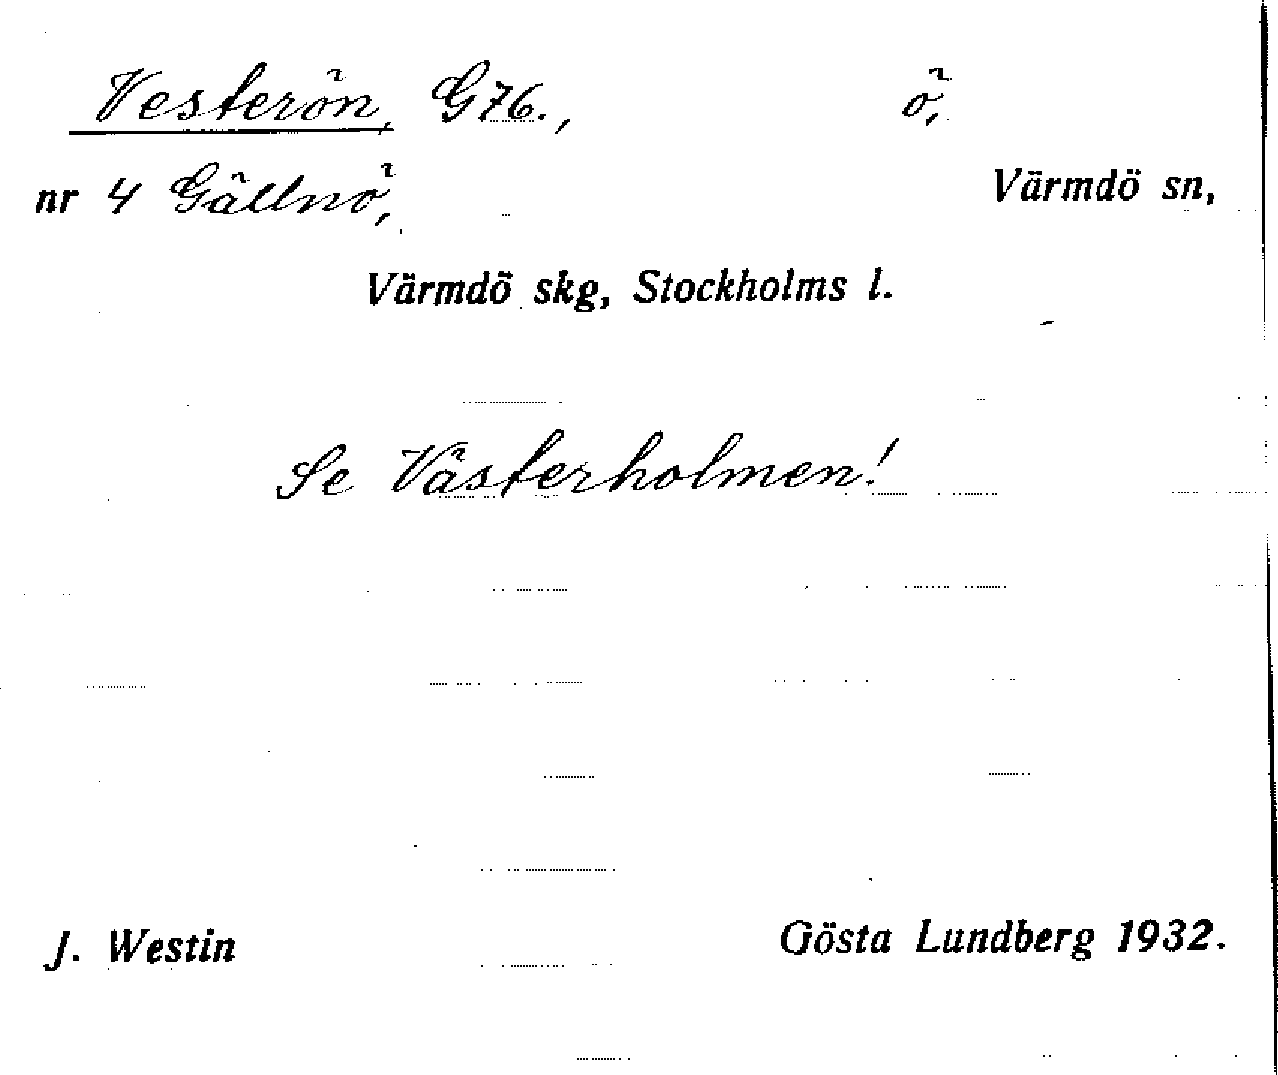 Vesterön, G76., ö,
nr 4 Gällnö, Värmdö sn,
Värmdö skg, Stockholms l.
Se Västerholmen!
J. Westin Gösta Lundberg 1932.